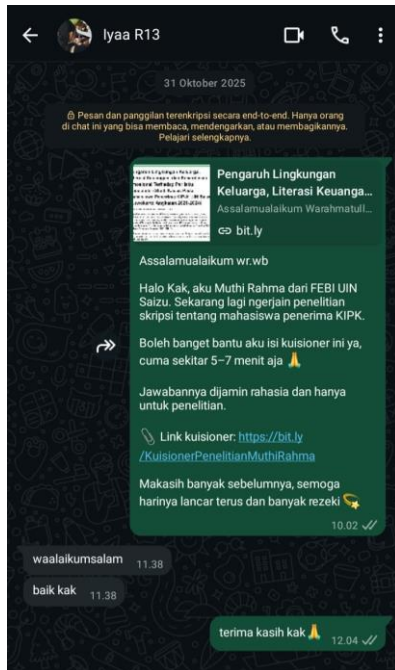 Iyaa R13
31 Oktober 2025
Pesan dan panggilan terenkripsi secara end-to-end. Hanya orang
di chat ini yang bisa membaca, mendengarkan, atau membagikannya.
Pelajari selengkapnya.
Pengaruh Lingkungan
Keluarga, Literasi Keuanga...
Assalamualaikum Warahmatull...
bit.ly
Assalamualaikum wr.wb
Halo Kak, aku Muthi Rahma dari FEBI UIN
Saizu. Sekarang lagi ngerjain penelitian
skripsi tentang mahasiswa penerima KIPK.
Boleh banget bantu aku isi kuisioner ini ya,
cuma sekitar 5–7 menit aja 🙏
Jawabannya dijamin rahasia dan hanya
untuk penelitian.
📎 Link kuisioner: https://bit.ly
/KuisionerPenelitianMuthiRahma
Makasih banyak sebelumnya, semoga
harinya lancar terus dan banyak rezeki 💫
10.02
waalaikumsalam 11.38
baik kak 11.38
terima kasih kak🙏 12.04